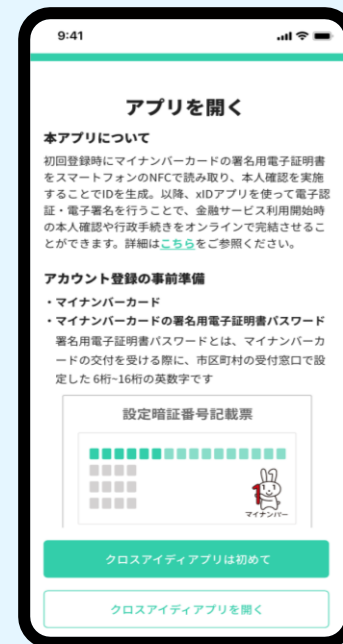 9:41
アプリを開く
本アプリについて
初回登録時にマイナンバーカードの署名用電子証明書
をスマートフォンのNFCで読み取り、本人確認を実施
することでIDを生成。以降、xIDアプリを使って電子認
証・電子署名を行うことで、金融サービス利用開始時
の本人確認や行政手続きをオンラインで完結させるこ
とができます。詳細はこちらをご参照ください。
アカウント登録の事前準備
・マイナンバーカード
・マイナンバーカードの署名用電子証明書パスワード
署名用電子証明書パスワードとは、マイナンバーカ
ードの交付を受ける際に、市区町村の受付窓口で設
定した 6桁~16桁の英数字です
設定暗証番号記載票
マイナンバー
クロスアイディアプリは初めて
クロスアイディアプリを開く